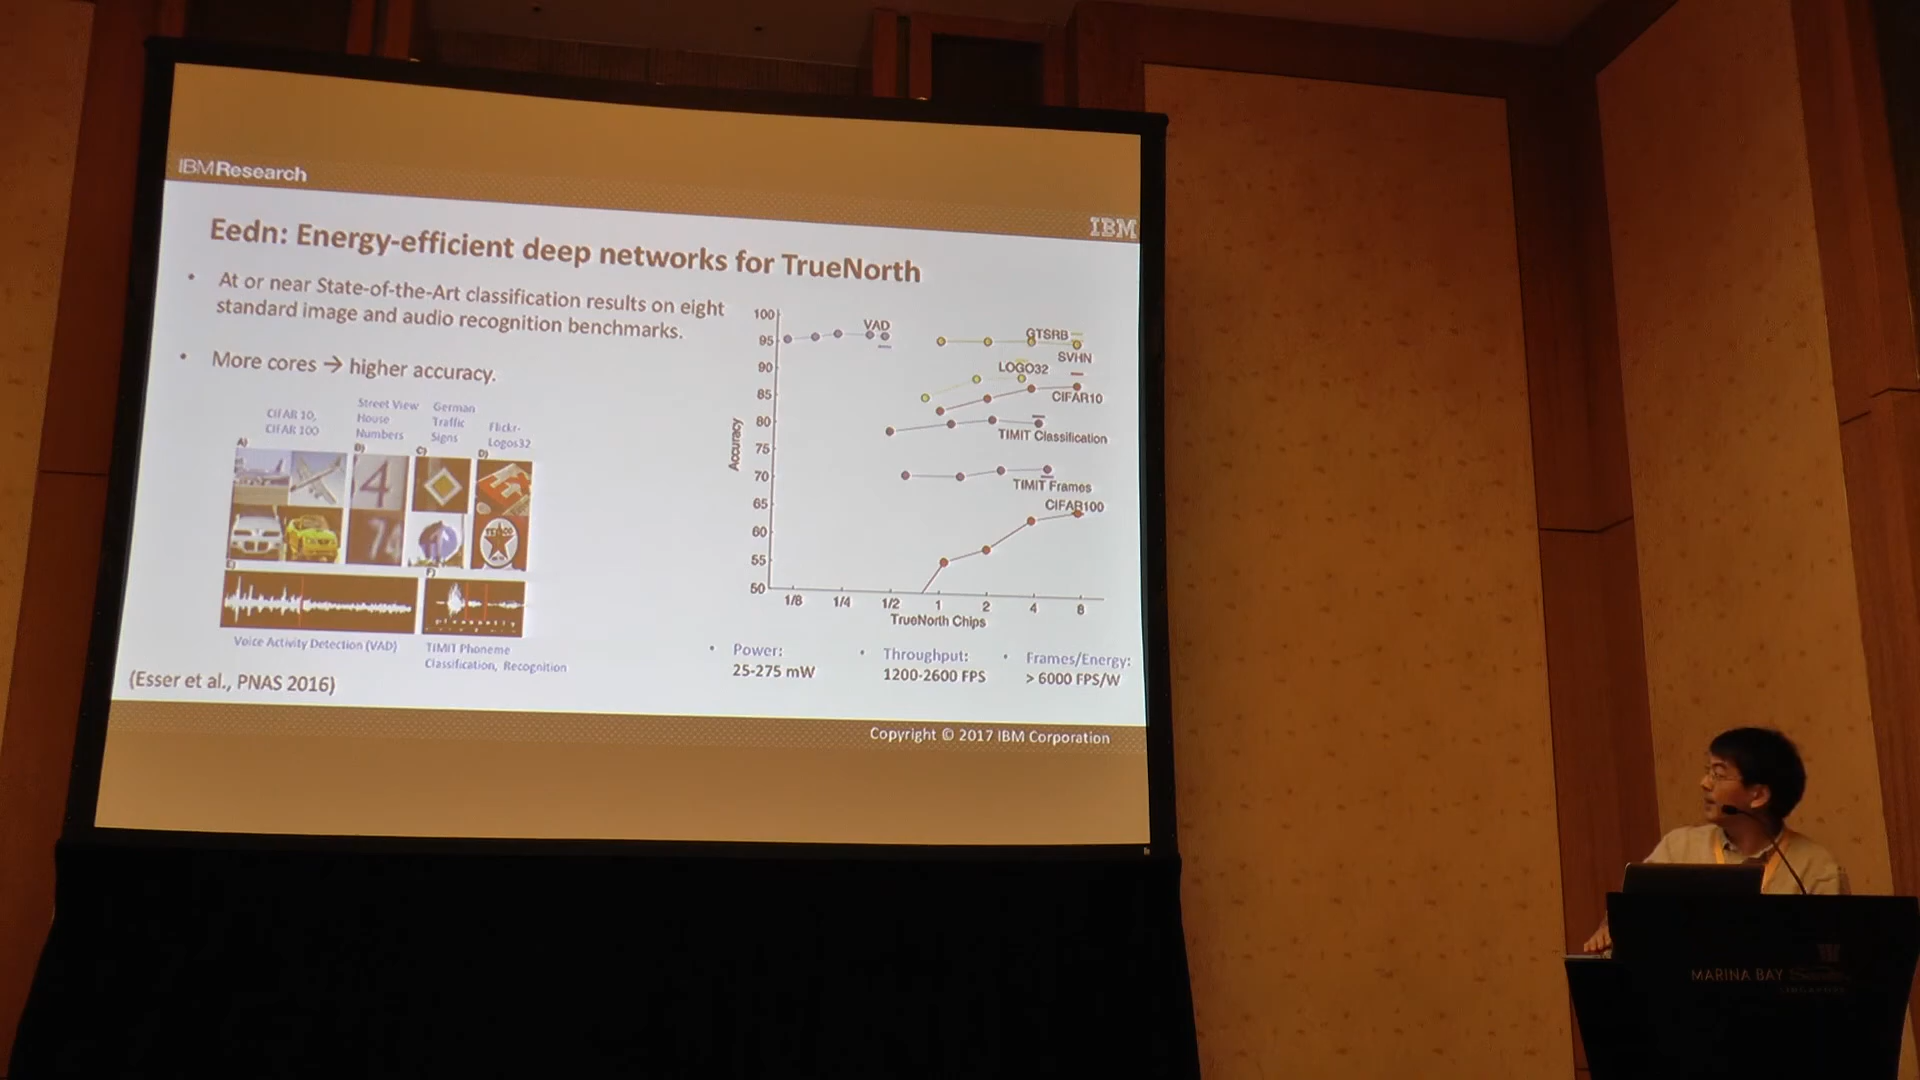 IBM Research
IBM
Eedn: Energy-efficient deep networks for TrueNorth
• At or near State-of-the-Art classification results on eight
standard image and audio recognition benchmarks.
• More cores → higher accuracy.
CIFAR 10,
CIFAR 100
Street View
House
Numbers
German
Traffic
Signs
Flickr-
Logos32
A)
B)
C)
D)
4
E)
F)
Voice Activity Detection (VAD)
TIMIT Phoneme
Classification, Recognition
(Esser et al., PNAS 2016)
Accuracy
100
95
90
85
80
75
70
65
60
55
50
VAD
GTSRB
SVHN
LOGO32
CIFAR10
TIMIT Classification
TIMIT Frames
CIFAR100
1/8 1/4 1/2 1 2 4 8
TrueNorth Chips
• Power:
25-275 mW
• Throughput:
1200-2600 FPS
• Frames/Energy:
> 6000 FPS/W
Copyright © 2017 IBM Corporation
MARINA BAY Sands
SINGAPORE